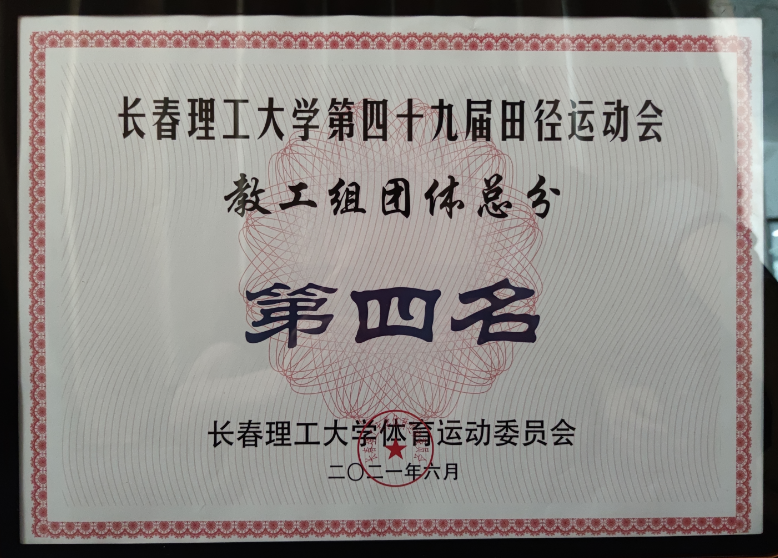 长春理工大学第四十九届田径运动会
教工组团体总分
第四名
长春理工大学体育运动委员会
二〇二一年六月